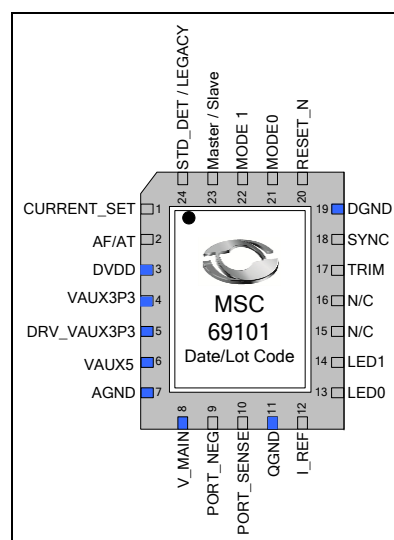 STD_DET / LEGACY
Master / Slave
MODE 1
MODE0
RESET_N
24
23
22
21
20
CURRENT_SET 1
AF/AT 2
DVDD 3
VAUX3P3 4
DRV_VAUX3P3 5
VAUX5 6
AGND 7
MSC
69101
Date/Lot Code
19 DGND
18 SYNC
17 TRIM
16 N/C
15 N/C
14 LED1
13 LED0
8
9
10
11
12
V_MAIN
PORT_NEG
PORT_SENSE
QGND
I_REF